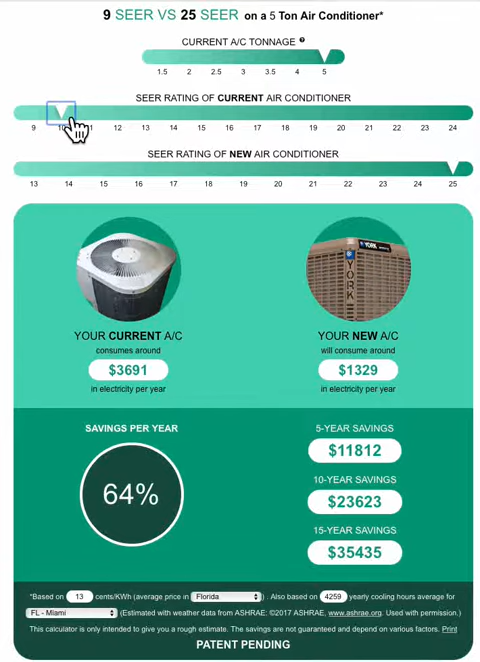 9 SEER VS 25 SEER on a 5 Ton Air Conditioner*
CURRENT A/C TONNAGE ?
1.5 2 2.5 3 3.5 4 5
SEER RATING OF CURRENT AIR CONDITIONER
9 10 11 12 13 14 15 16 17 18 19 20 21 22 23 24
SEER RATING OF NEW AIR CONDITIONER
13 14 15 16 17 18 19 20 21 22 23 24 25
YORK
YORK
YOUR CURRENT A/C
consumes around
$3691
in electricity per year
YOUR NEW A/C
will consume around
$1329
in electricity per year
SAVINGS PER YEAR
64%
5-YEAR SAVINGS
$11812
10-YEAR SAVINGS
$23623
15-YEAR SAVINGS
$35435
*Based on 13 cents/KWh (average price in Florida ) . Also based on 4259 yearly cooling hours average for
FL - Miami (Estimated with weather data from ASHRAE: ©2017 ASHRAE, www.ashrae.org. Used with permission.)
This calculator is only intended to give you a rough estimate. The savings are not guaranteed and depend on various factors. Print
PATENT PENDING